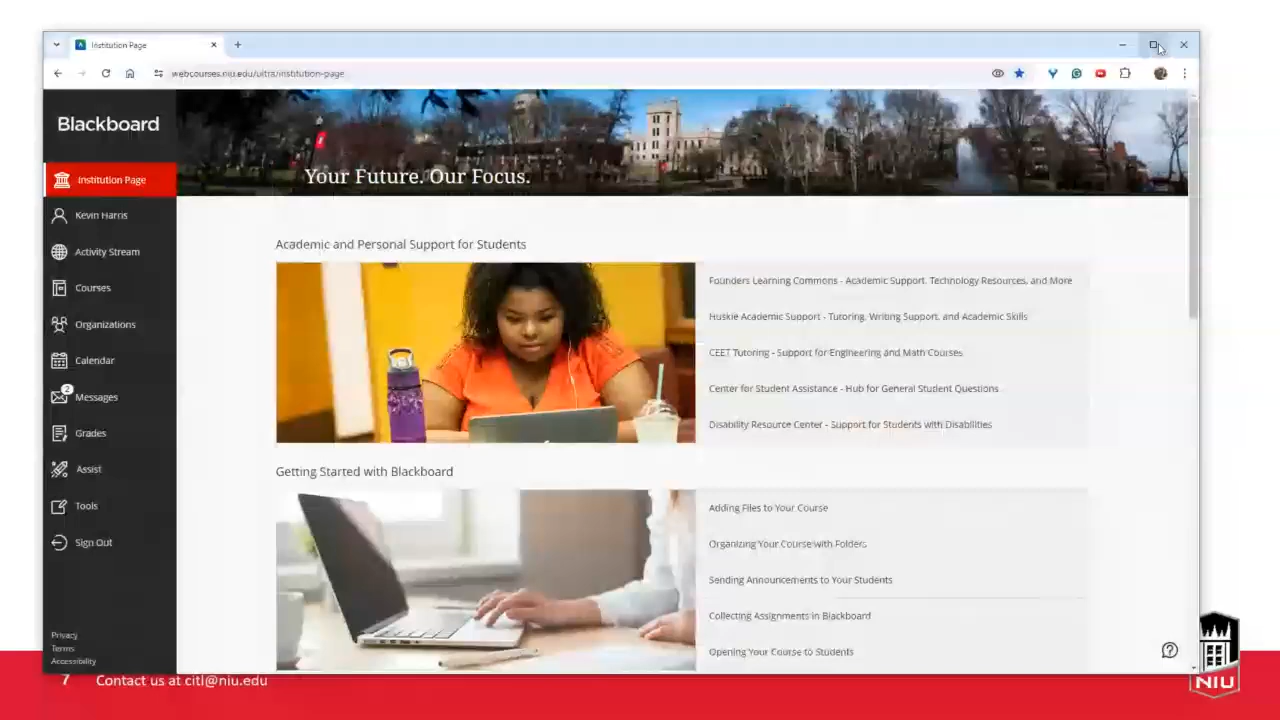 Institution Page
webcourses.niu.edu/ultra/institution-page
Blackboard
Institution Page
Kevin Harris
Activity Stream
Courses
Organizations
Calendar
2
Messages
Grades
Assist
Tools
Sign Out
Privacy
Terms
Accessibility
Your Future. Our Focus.
Academic and Personal Support for Students
Founders Learning Commons - Academic Support, Technology Resources, and More
Huskie Academic Support - Tutoring, Writing Support, and Academic Skills
CEET Tutoring - Support for Engineering and Math Courses
Center for Student Assistance - Hub for General Student Questions
Disability Resource Center - Support for Students with Disabilities
Getting Started with Blackboard
Adding Files to Your Course
Organizing Your Course with Folders
Sending Announcements to Your Students
Collecting Assignments in Blackboard
Opening Your Course to Students
7 Contact us at citl@niu.edu
NIU